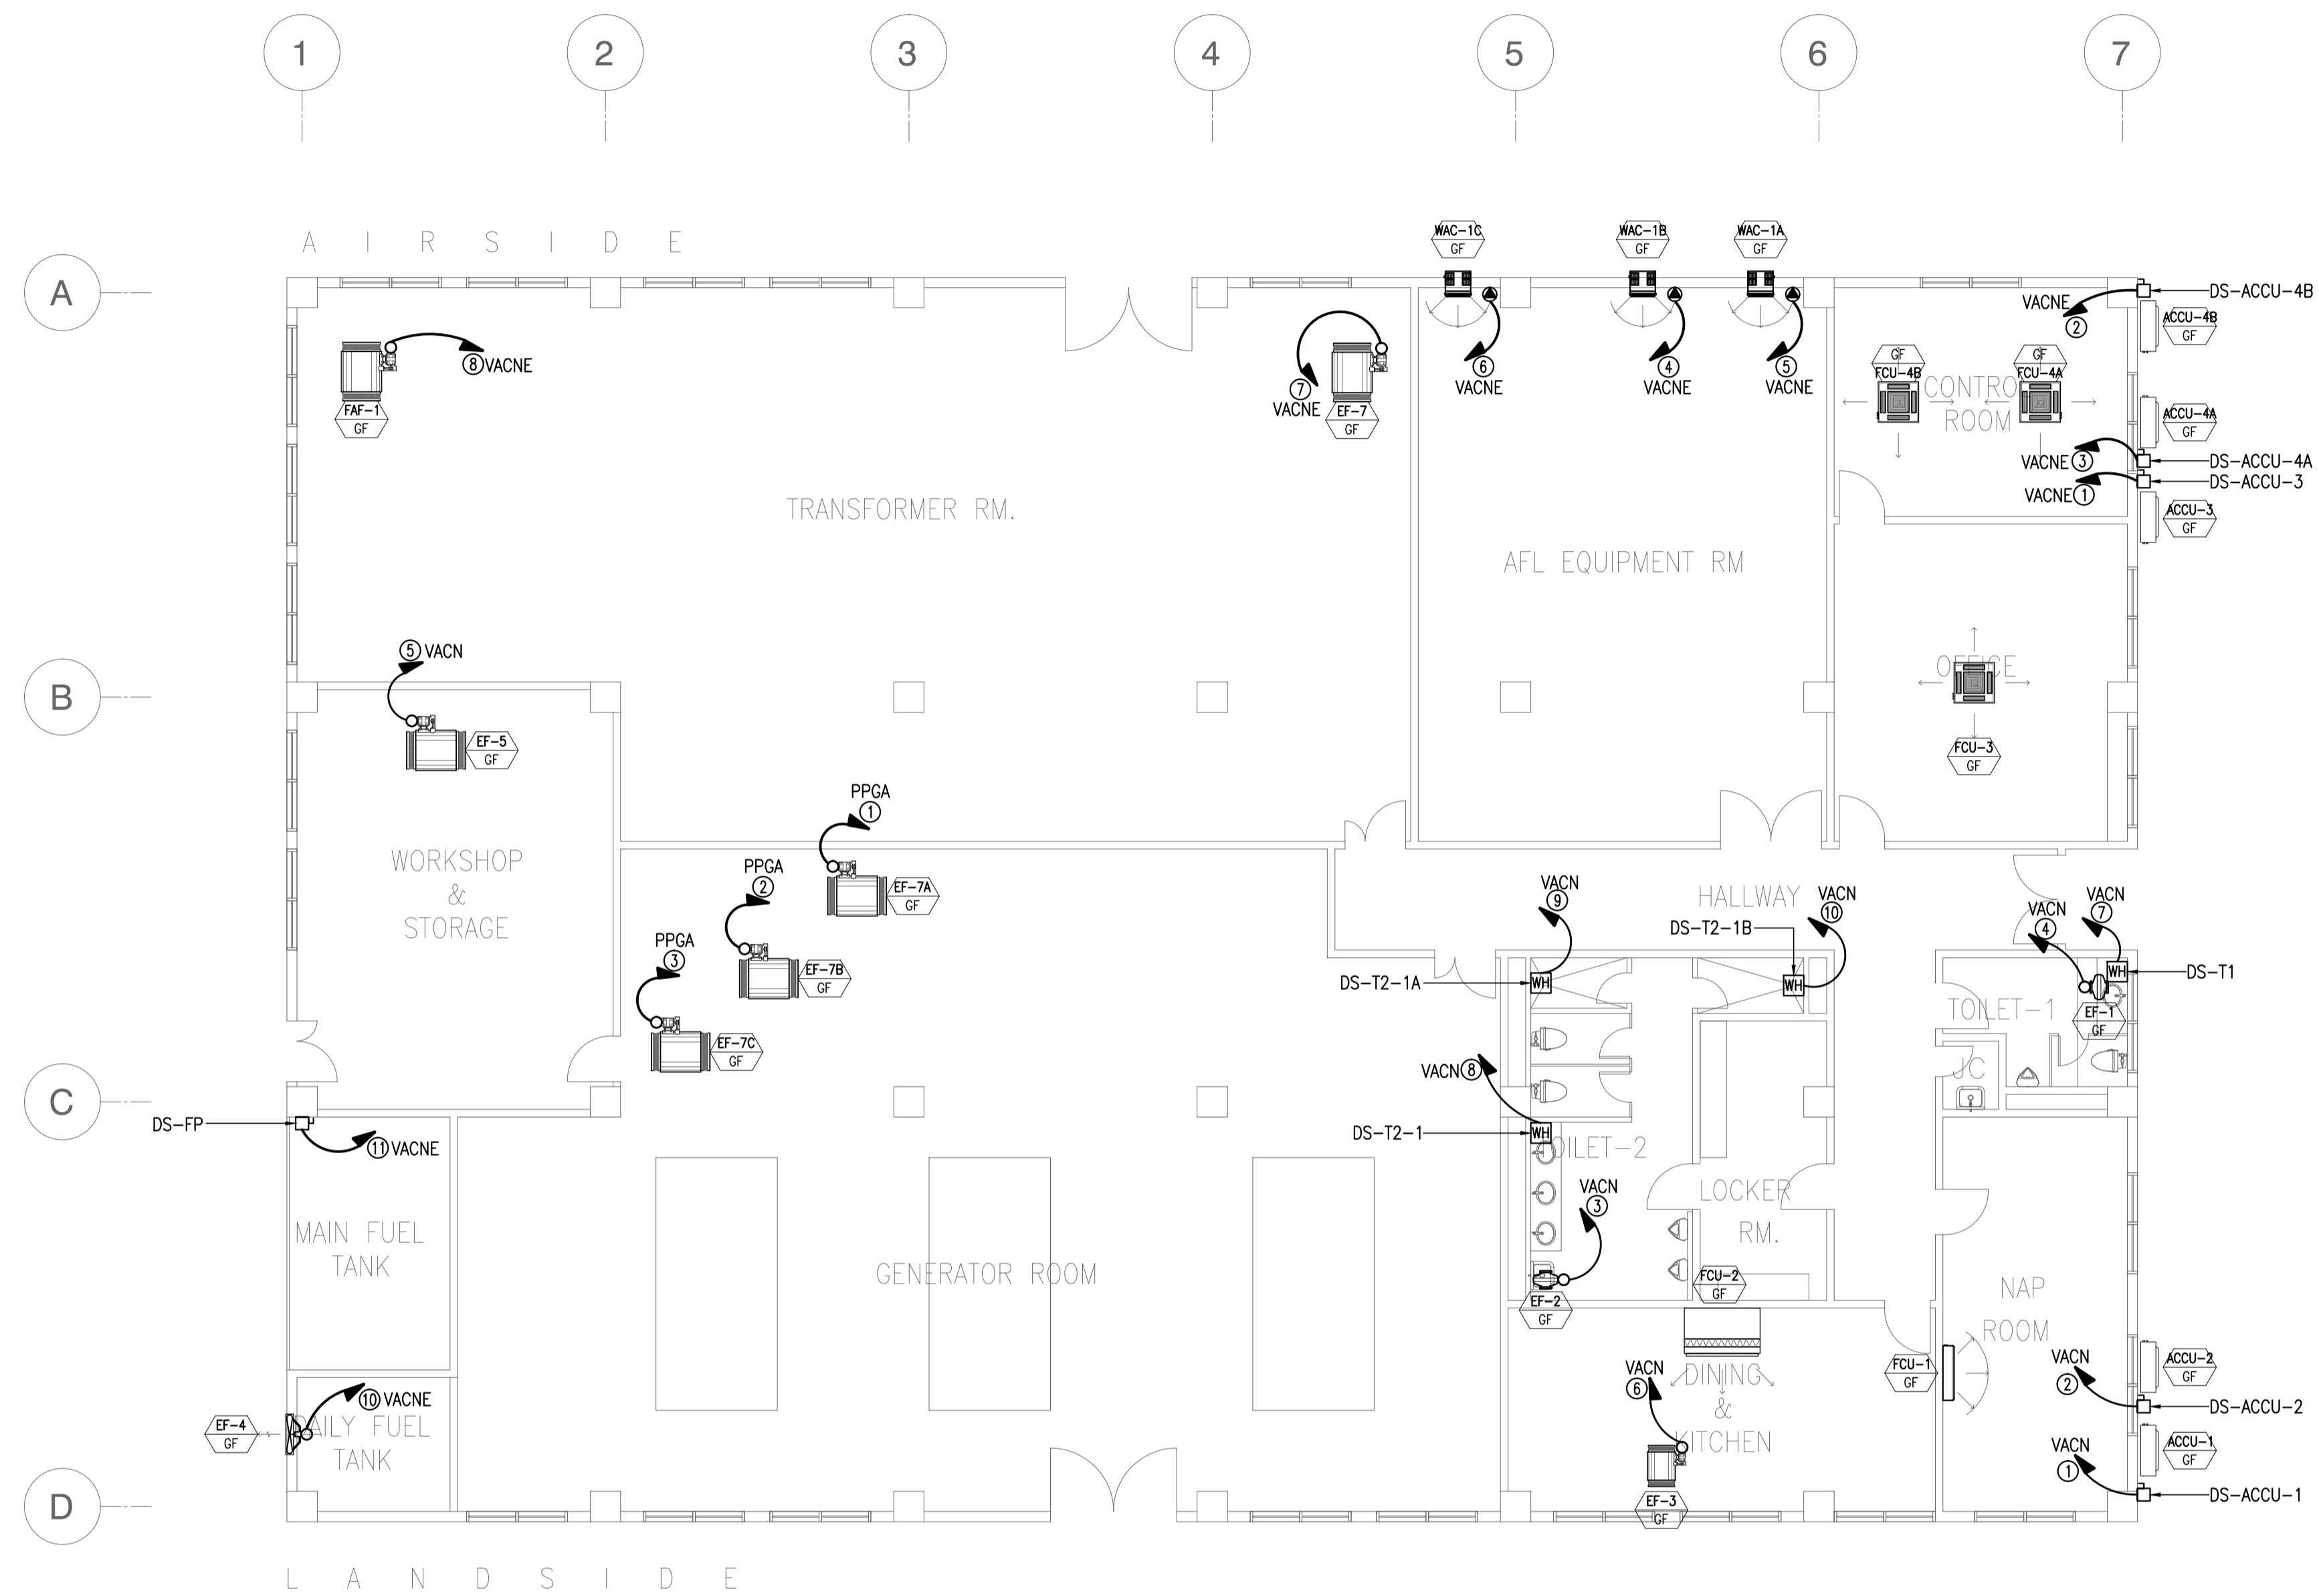 1
2
3
4
5
6
7
A I R S I D E
WAC-1C
GF
WAC-1B
GF
WAC-1A
GF
A
DS-ACCU-4B
VACNE
2
ACCU-4B
GF
8 VACNE
FAF-1
GF
7
VACNE
EF-7
GF
6
VACNE
4
VACNE
5
VACNE
GF
FCU-4B
GF
FCU-4A
CONTRO
ROOM
ACCU-4A
GF
VACNE 3
DS-ACCU-4A
DS-ACCU-3
VACNE 1
ACCU-3
GF
TRANSFORMER RM.
AFL EQUIPMENT RM
5 VACN
OFFICE
B
EF-5
GF
FCU-3
GF
PPGA
1
WORKSHOP
&
STORAGE
PPGA
2
EF-7A
GF
PPGA
3
EF-7B
GF
EF-7C
GF
VACN
9
HALLWAY
VACN
10
DS-T2-1B
VACN
4
VACN
7
DS-T2-1A
WH
WH
WH
DS-T1
TOILET-1
EF-1
GF
JC
VACN 8
C
DS-FP
11 VACNE
DS-T2-1
WH
OILET-2
VACN
3
LOCKER
RM.
MAIN FUEL
TANK
GENERATOR ROOM
EF-2
GF
FCU-2
GF
NAP
ROOM
VACN
6
DINING
&
KITCHEN
FCU-1
GF
VACN
2
ACCU-2
GF
DS-ACCU-2
10 VACNE
EF-4
GF
DAILY FUEL
TANK
VACN
1
ACCU-1
GF
DS-ACCU-1
EF-3
GF
D
L A N D S I D E